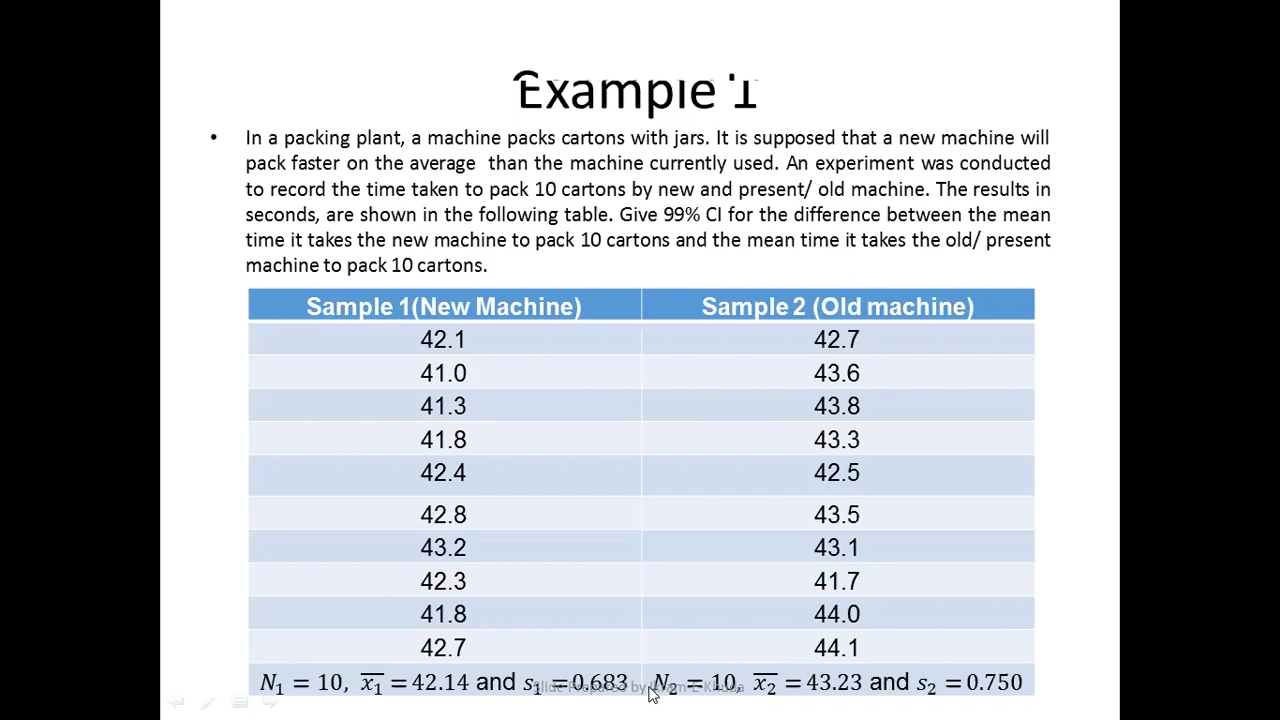 Example 1
• In a packing plant, a machine packs cartons with jars. It is supposed that a new machine will
pack faster on the average than the machine currently used. An experiment was conducted
to record the time taken to pack 10 cartons by new and present/ old machine. The results in
seconds, are shown in the following table. Give 99% CI for the difference between the mean
time it takes the new machine to pack 10 cartons and the mean time it takes the old/ present
machine to pack 10 cartons.
Sample 1(New Machine) Sample 2 (Old machine)
42.1 42.7
41.0 43.6
41.3 43.8
41.8 43.3
42.4 42.5
42.8 43.5
43.2 43.1
42.3 41.7
41.8 44.0
42.7 44.1
N₁ = 10, x̄₁ = 42.14 and s₁ = 0.683 N₂ = 10, x̄₂ = 43.23 and s₂ = 0.750
Slide Prepared by